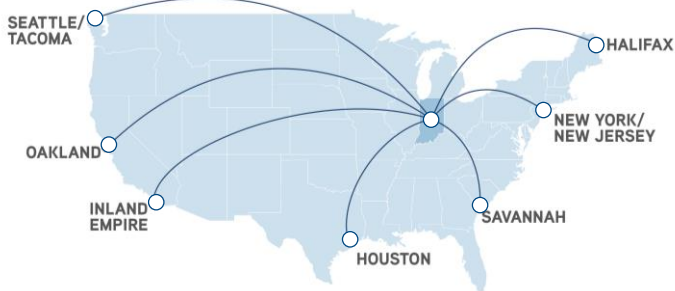 SEATTLE/
TACOMA
HALIFAX
NEW YORK/
NEW JERSEY
OAKLAND
INLAND
EMPIRE
SAVANNAH
HOUSTON